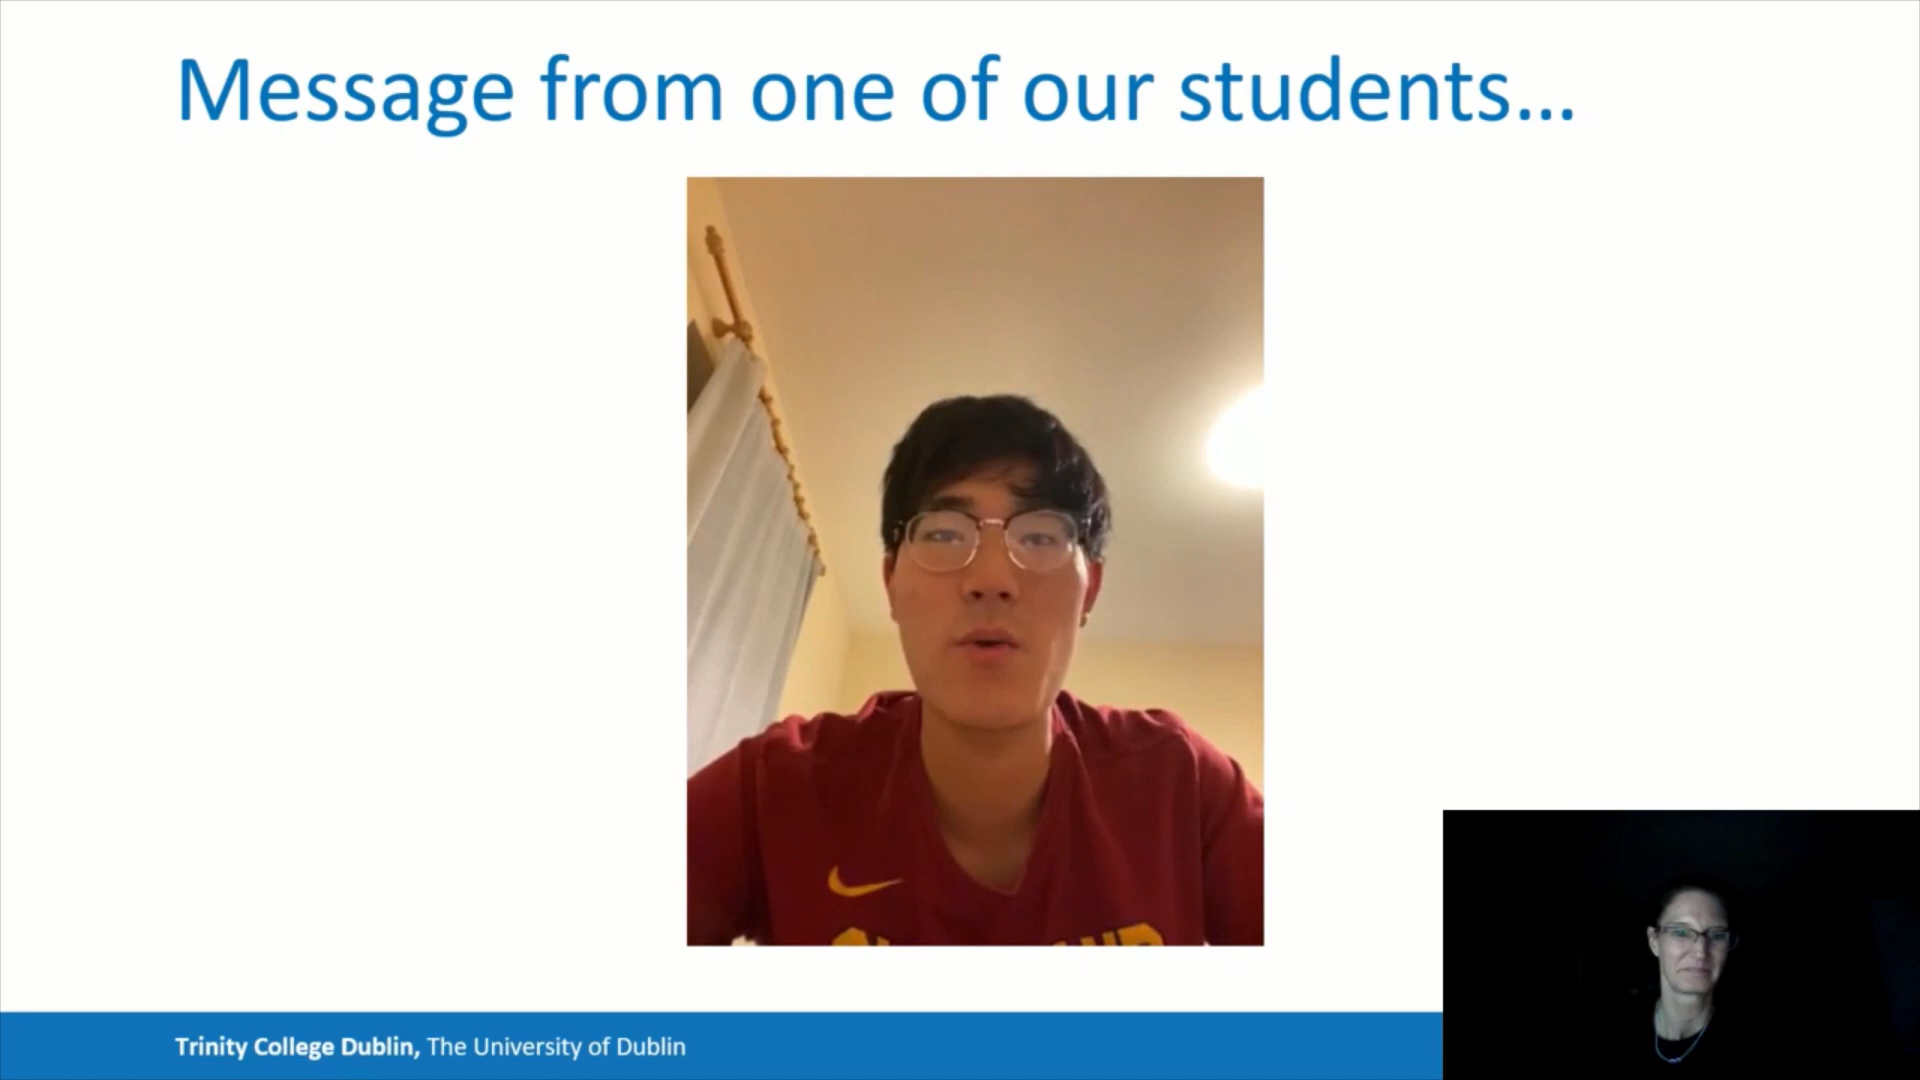 Message from one of our students...
Trinity College Dublin, The University of Dublin